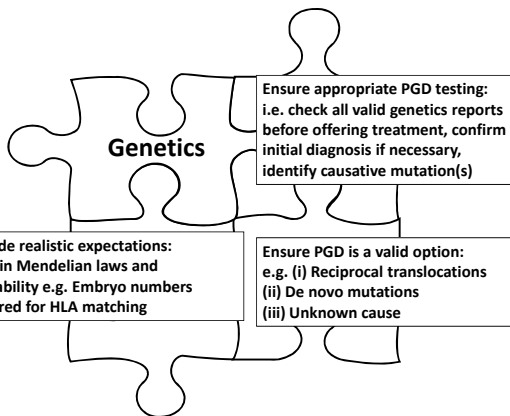 Genetics
Ensure appropriate PGD testing:
i.e. check all valid genetics reports
before offering treatment, confirm
initial diagnosis if necessary,
identify causative mutation(s)
realistic expectations:
in Mendelian laws and
e.g. Embryo numbers
for HLA matching
Ensure PGD is a valid option:
e.g. (i) Reciprocal translocations
(ii) De novo mutations
(iii) Unknown cause